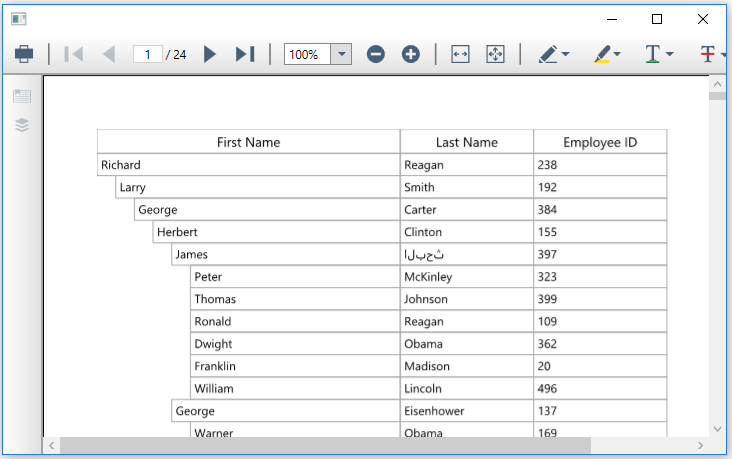 1 / 24 100%
First Name Last Name Employee ID
Richard Reagan 238
Larry Smith 192
George Carter 384
Herbert Clinton 155
James ثحبلا 397
Peter McKinley 323
Thomas Johnson 399
Ronald Reagan 109
Dwight Obama 362
Franklin Madison 20
William Lincoln 496
George Eisenhower 137
Warner Obama 169